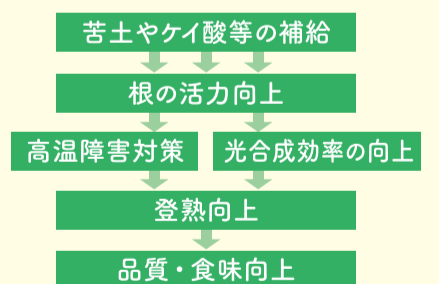 苦土やケイ酸等の補給
根の活力向上
高温障害対策
光合成効率の向上
登熟向上
品質・食味向上